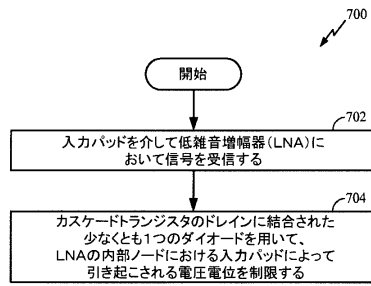 700
開始
702
入力パッドを介して低雑音増幅器(LNA)に
おいて信号を受信する
704
カスケードトランジスタのドレインに結合された
少なくとも1つのダイオードを用いて、
LNAの内部ノードにおける入力パッドによって
引き起こされる電圧電位を制限する